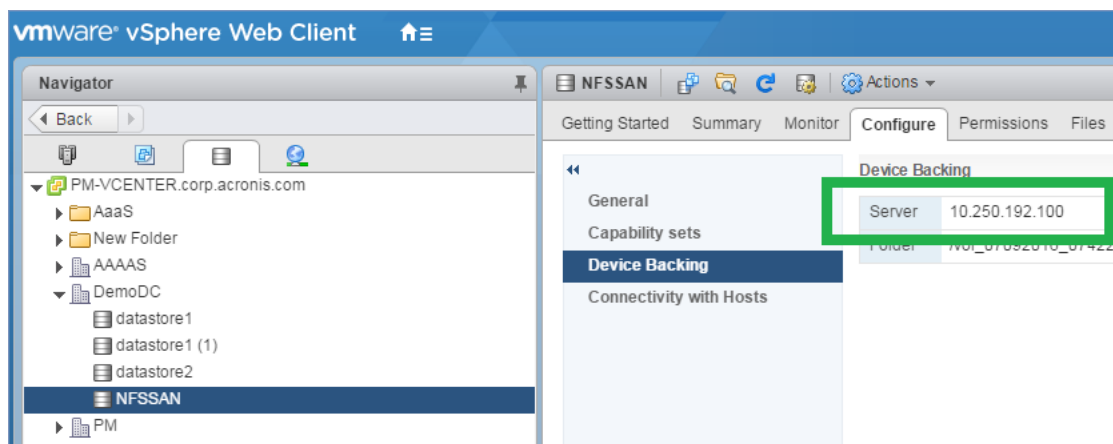 vmware® vSphere Web Client
Navigator
Back
PM-VCENTER.corp.acronis.com
AaaS
New Folder
AAAAS
DemoDC
datastore1
datastore1 (1)
datastore2
NFSSAN
PM
NFSSAN Actions
Getting Started Summary Monitor Configure Permissions Files
General
Capability sets
Device Backing
Connectivity with Hosts
Device Backing
Server 10.250.192.100
Folder